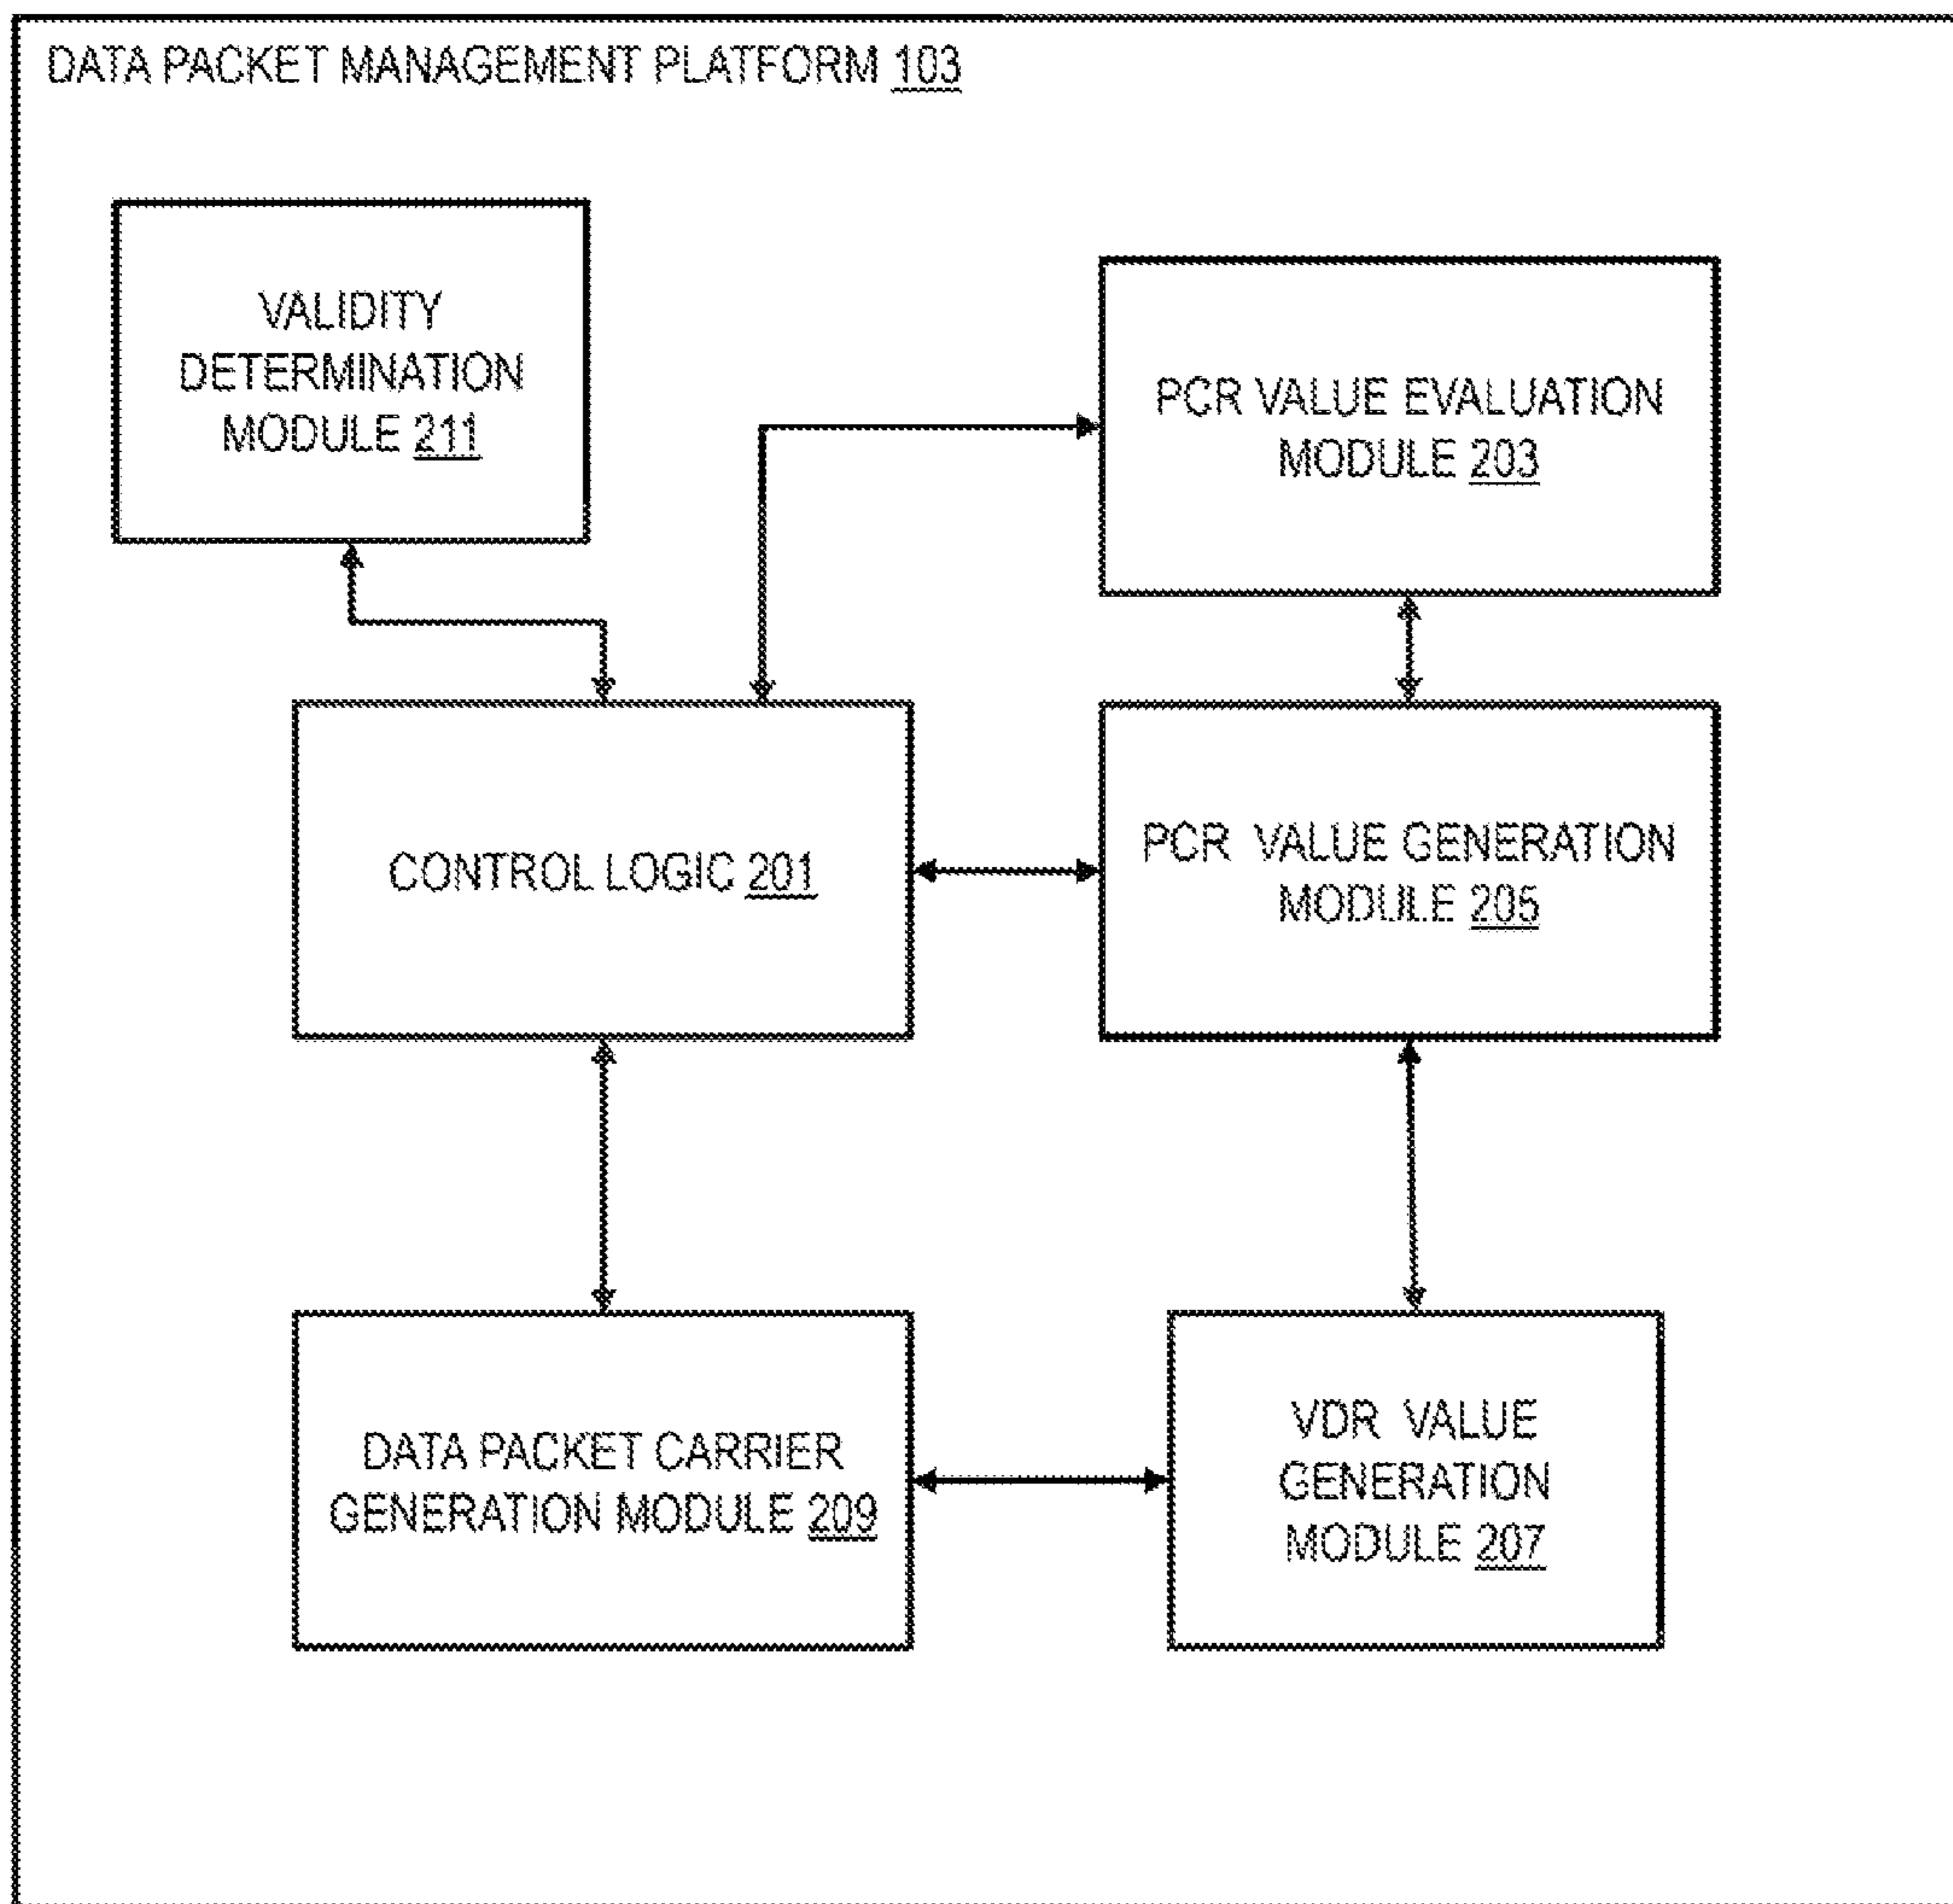 DATA PACKET MANAGEMENT PLATFORM 103
VALIDITY
DETERMINATION
MODULE 211
PCR VALUE EVALUATION
MODULE 203
CONTROL LOGIC 201
PCR VALUE GENERATION
MODULE 205
DATA PACKET CARRIER
GENERATION MODULE 209
VDR VALUE
GENERATION
MODULE 207